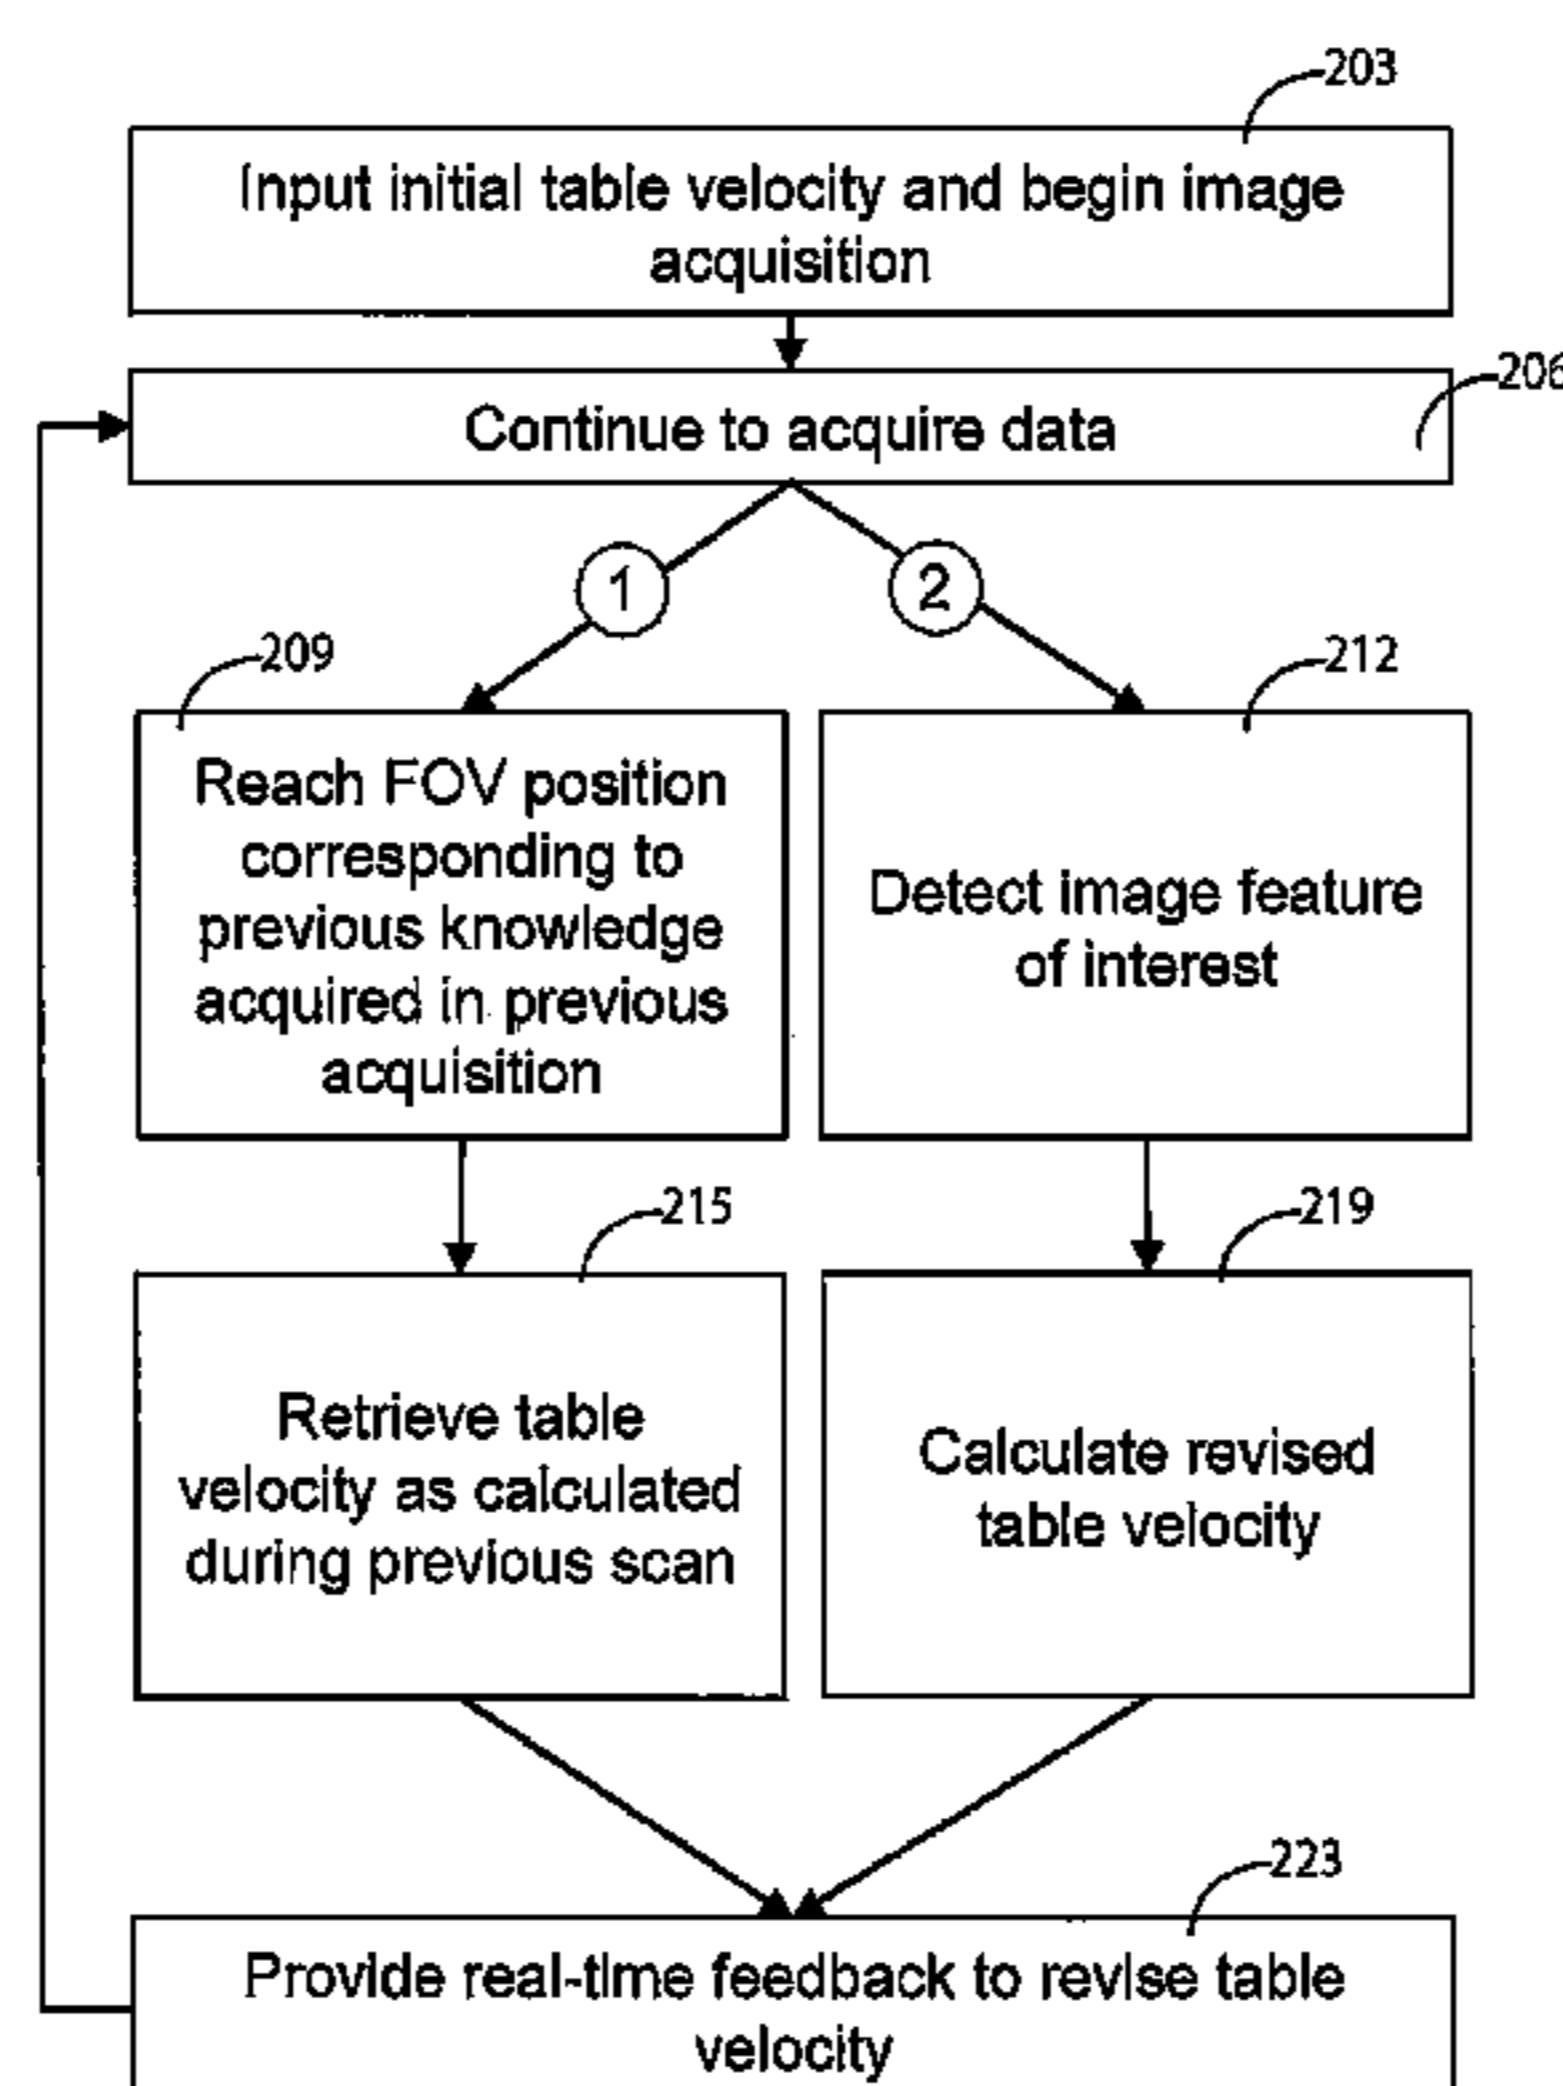 203
Input initial table velocity and begin image
acquisition
206
Continue to acquire data
1
2
209
212
Reach FOV position
corresponding to
previous knowledge
acquired in previous
acquisition
Detect image feature
of interest
215
219
Retrieve table
velocity as calculated
during previous scan
Calculate revised
table velocity
223
Provide real-time feedback to revise table
velocity